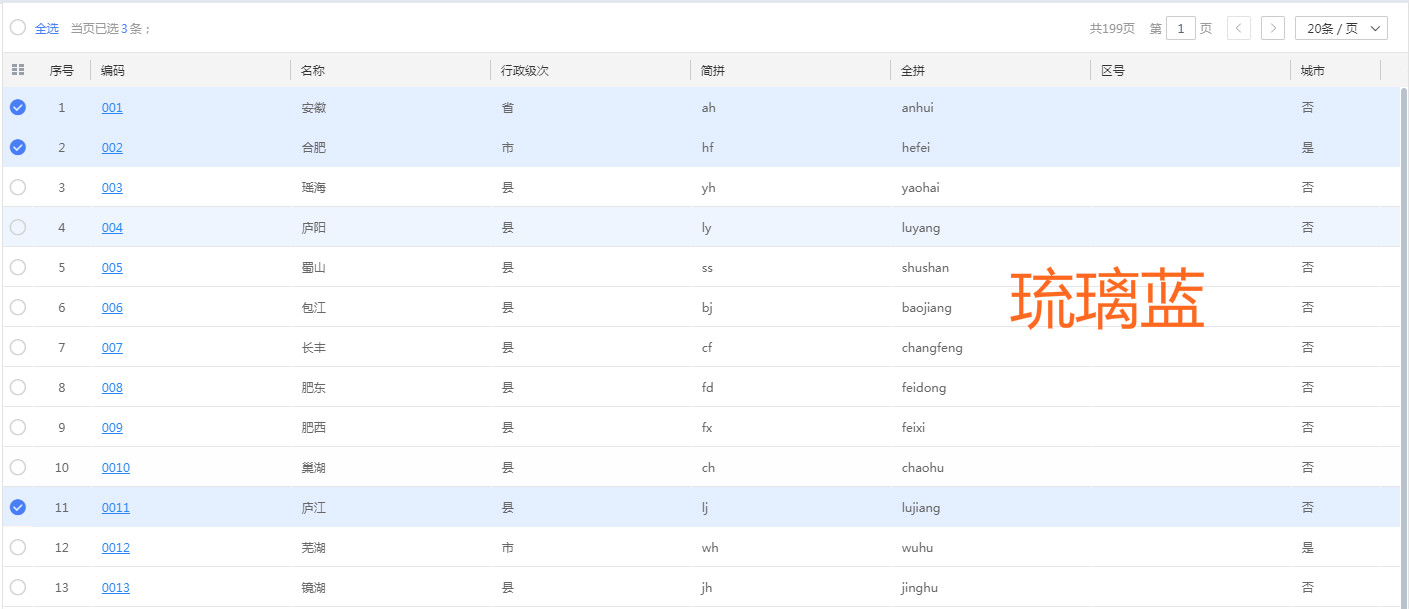 全选 当页已选3条； 共199页 第 1 页 20条 / 页
序号 编码 名称 行政级次 简拼 全拼 区号 城市
1 001 安徽 省 ah anhui 否
2 002 合肥 市 hf hefei 是
3 003 瑶海 县 yh yaohai 否
4 004 庐阳 县 ly luyang 否
5 005 蜀山 县 ss shushan 否
6 006 包江 县 bj baojiang 否
琉璃蓝
7 007 长丰 县 cf changfeng 否
8 008 肥东 县 fd feidong 否
9 009 肥西 县 fx feixi 否
10 0010 巢湖 县 ch chaohu 否
11 0011 庐江 县 lj lujiang 否
12 0012 芜湖 市 wh wuhu 是
13 0013 镜湖 县 jh jinghu 否